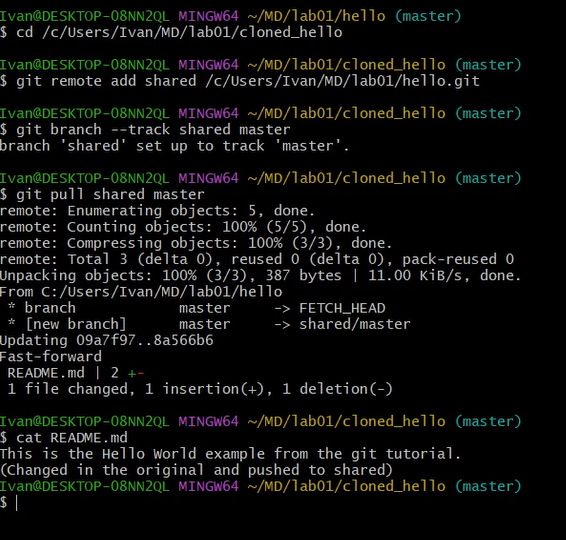 Ivan@DESKTOP-08NN2QL MINGW64 ~/MD/lab01/hello (master)
$ cd /c/Users/Ivan/MD/lab01/cloned_hello
Ivan@DESKTOP-08NN2QL MINGW64 ~/MD/lab01/cloned_hello (master)
$ git remote add shared /c/Users/Ivan/MD/lab01/hello.git
Ivan@DESKTOP-08NN2QL MINGW64 ~/MD/lab01/cloned_hello (master)
$ git branch --track shared master
branch 'shared' set up to track 'master'.
Ivan@DESKTOP-08NN2QL MINGW64 ~/MD/lab01/cloned_hello (master)
$ git pull shared master
remote: Enumerating objects: 5, done.
remote: Counting objects: 100% (5/5), done.
remote: Compressing objects: 100% (3/3), done.
remote: Total 3 (delta 0), reused 0 (delta 0), pack-reused 0
Unpacking objects: 100% (3/3), 387 bytes | 11.00 KiB/s, done.
From C:/Users/Ivan/MD/lab01/hello
 * branch            master     -> FETCH_HEAD
 * [new branch]      master     -> shared/master
Updating 09a7f97..8a566b6
Fast-forward
 README.md | 2 +-
 1 file changed, 1 insertion(+), 1 deletion(-)
Ivan@DESKTOP-08NN2QL MINGW64 ~/MD/lab01/cloned_hello (master)
$ cat README.md
This is the Hello World example from the git tutorial.
(Changed in the original and pushed to shared)
Ivan@DESKTOP-08NN2QL MINGW64 ~/MD/lab01/cloned_hello (master)
$